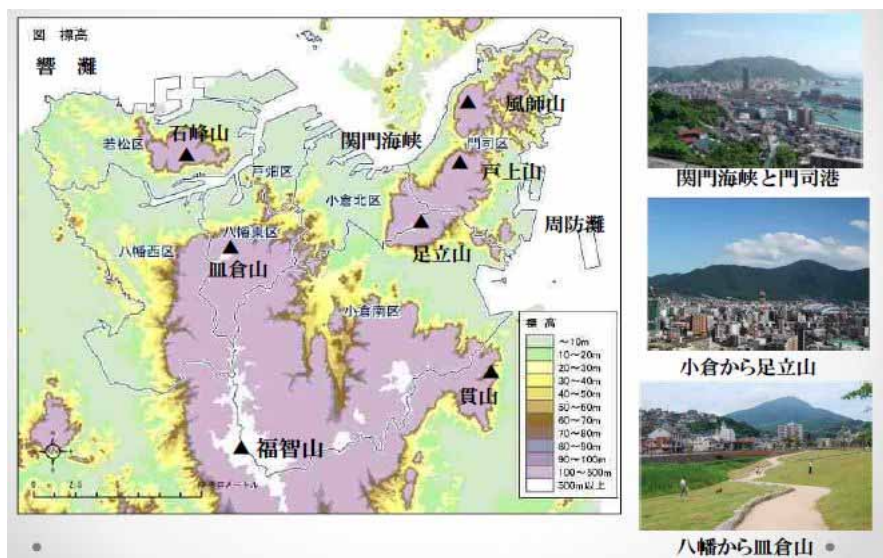 図 標高
響 灘
風師山
関門海峡
門司区
石峰山
若松区
戸畑区
戸上山
小倉北区
周防灘
八幡東区
八幡西区
足立山
皿倉山
小倉南区
貫山
福智山
標 高
～10m
10～20m
20～30m
30～40m
40～50m
50～60m
60～70m
70～80m
90～100m
500m以上
関門海峡と門司港
小倉から足立山
八幡から皿倉山